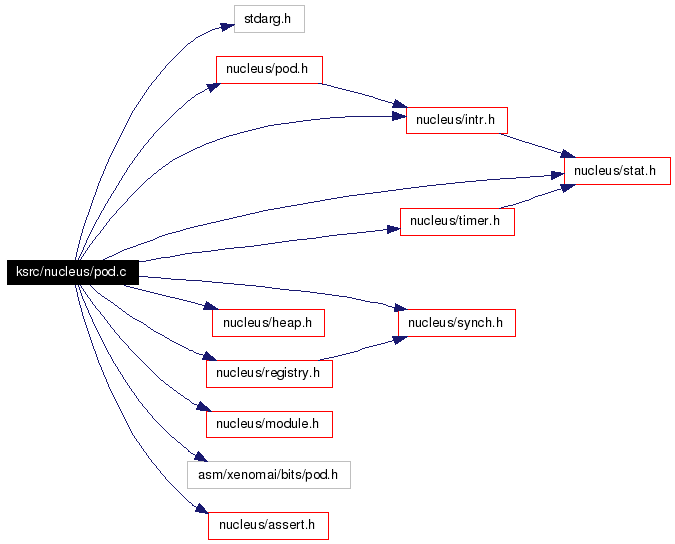 stdarg.h
nucleus/pod.h
nucleus/intr.h
nucleus/stat.h
nucleus/timer.h
ksrc/nucleus/pod.c
nucleus/heap.h
nucleus/synch.h
nucleus/registry.h
nucleus/module.h
asm/xenomai/bits/pod.h
nucleus/assert.h